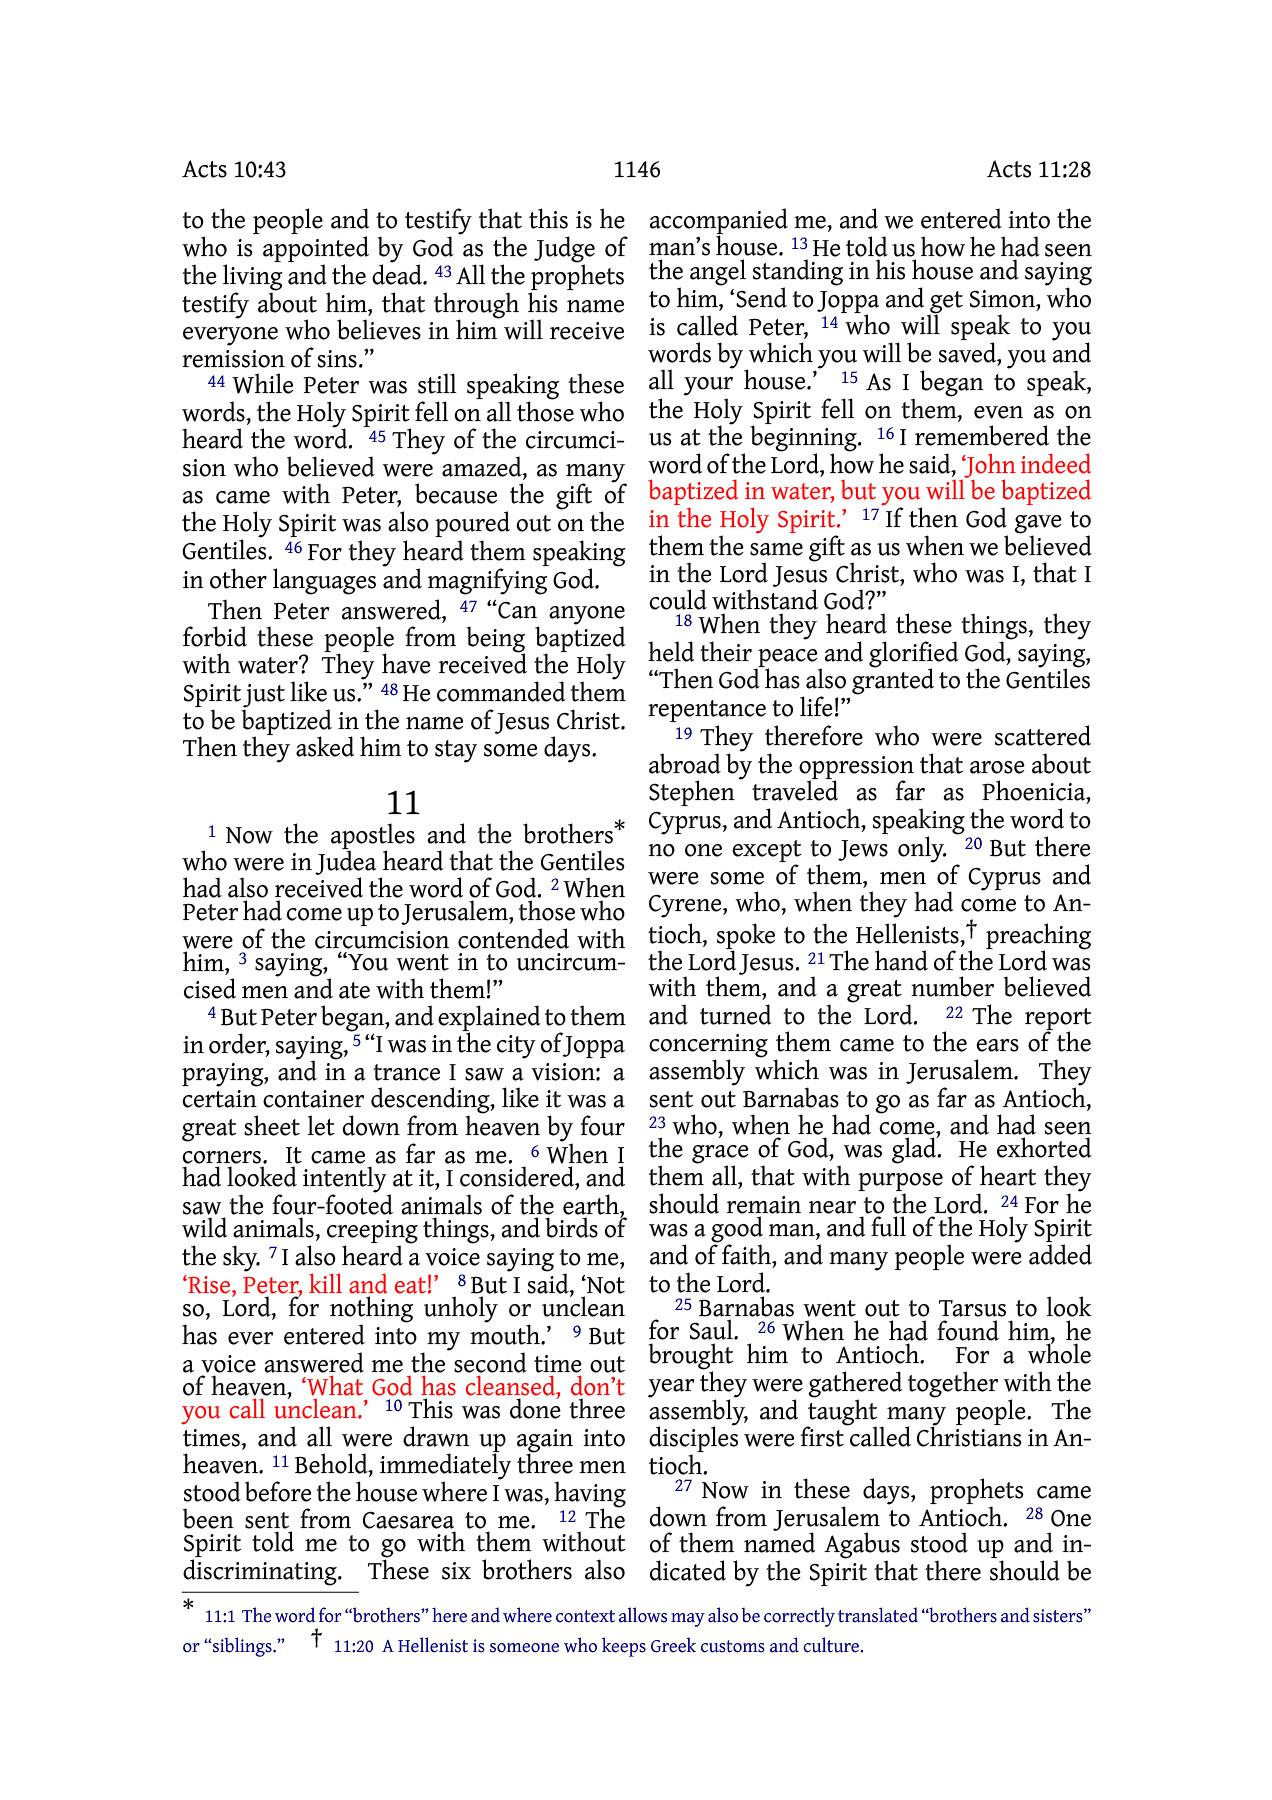 Acts 10:43 1146 Acts 11:28
to the people and to testify that this is he
who is appointed by God as the Judge of
the living and the dead. 43 All the prophets
testify about him, that through his name
everyone who believes in him will receive
remission of sins.”
44 While Peter was still speaking these
words, the Holy Spirit fell on all those who
heard the word. 45 They of the circumci-
sion who believed were amazed, as many
as came with Peter, because the gift of
the Holy Spirit was also poured out on the
Gentiles. 46 For they heard them speaking
in other languages and magnifying God.
Then Peter answered, 47 “Can anyone
forbid these people from being baptized
with water? They have received the Holy
Spirit just like us.” 48 He commanded them
to be baptized in the name of Jesus Christ.
Then they asked him to stay some days.
11
1 Now the apostles and the brothers*
who were in Judea heard that the Gentiles
had also received the word of God. 2 When
Peter had come up to Jerusalem, those who
were of the circumcision contended with
him, 3 saying, “You went in to uncircum-
cised men and ate with them!”
4 But Peter began, and explained to them
in order, saying, 5 “I was in the city of Joppa
praying, and in a trance I saw a vision: a
certain container descending, like it was a
great sheet let down from heaven by four
corners. It came as far as me. 6 When I
had looked intently at it, I considered, and
saw the four-footed animals of the earth,
wild animals, creeping things, and birds of
the sky. 7 I also heard a voice saying to me,
‘Rise, Peter, kill and eat!’ 8 But I said, ‘Not
so, Lord, for nothing unholy or unclean
has ever entered into my mouth.’ 9 But
a voice answered me the second time out
of heaven, ‘What God has cleansed, don’t
you call unclean.’ 10 This was done three
times, and all were drawn up again into
heaven. 11 Behold, immediately three men
stood before the house where I was, having
been sent from Caesarea to me. 12 The
Spirit told me to go with them without
discriminating. These six brothers also
accompanied me, and we entered into the
man’s house. 13 He told us how he had seen
the angel standing in his house and saying
to him, ‘Send to Joppa and get Simon, who
is called Peter, 14 who will speak to you
words by which you will be saved, you and
all your house.’ 15 As I began to speak,
the Holy Spirit fell on them, even as on
us at the beginning. 16 I remembered the
word of the Lord, how he said, ‘John indeed
baptized in water, but you will be baptized
in the Holy Spirit.’ 17 If then God gave to
them the same gift as us when we believed
in the Lord Jesus Christ, who was I, that I
could withstand God?”
18 When they heard these things, they
held their peace and glorified God, saying,
“Then God has also granted to the Gentiles
repentance to life!”
19 They therefore who were scattered
abroad by the oppression that arose about
Stephen traveled as far as Phoenicia,
Cyprus, and Antioch, speaking the word to
no one except to Jews only. 20 But there
were some of them, men of Cyprus and
Cyrene, who, when they had come to An-
tioch, spoke to the Hellenists,† preaching
the Lord Jesus. 21 The hand of the Lord was
with them, and a great number believed
and turned to the Lord. 22 The report
concerning them came to the ears of the
assembly which was in Jerusalem. They
sent out Barnabas to go as far as Antioch,
23 who, when he had come, and had seen
the grace of God, was glad. He exhorted
them all, that with purpose of heart they
should remain near to the Lord. 24 For he
was a good man, and full of the Holy Spirit
and of faith, and many people were added
to the Lord.
25 Barnabas went out to Tarsus to look
for Saul. 26 When he had found him, he
brought him to Antioch. For a whole
year they were gathered together with the
assembly, and taught many people. The
disciples were first called Christians in An-
tioch.
27 Now in these days, prophets came
down from Jerusalem to Antioch. 28 One
of them named Agabus stood up and in-
dicated by the Spirit that there should be
* 11:1 The word for “brothers” here and where context allows may also be correctly translated “brothers and sisters”
or “siblings.” † 11:20 A Hellenist is someone who keeps Greek customs and culture.